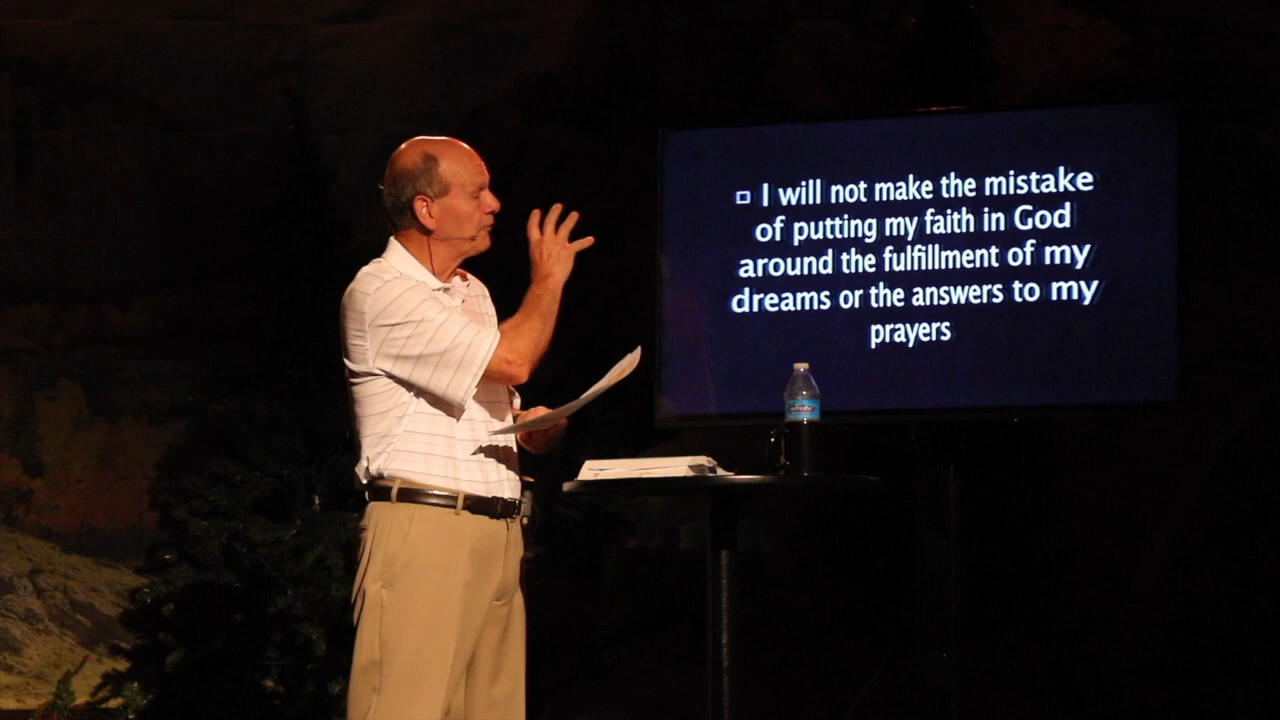 I will not make the mistake
of putting my faith in God
around the fulfillment of my
dreams or the answers to my
prayers